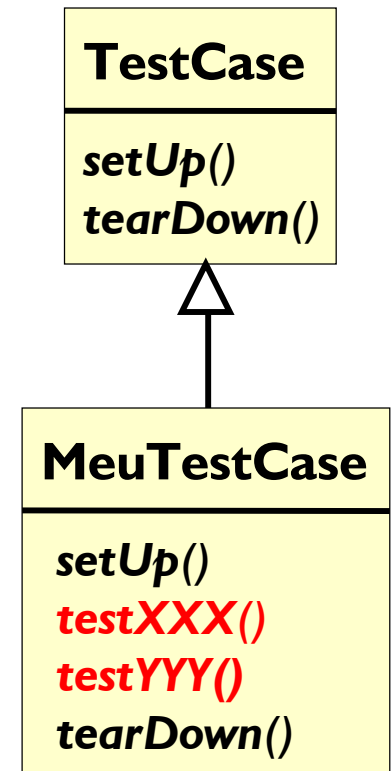 TestCase
setUp()
tearDown()
MeuTestCase
setUp()
testXXX()
testYYY()
tearDown()